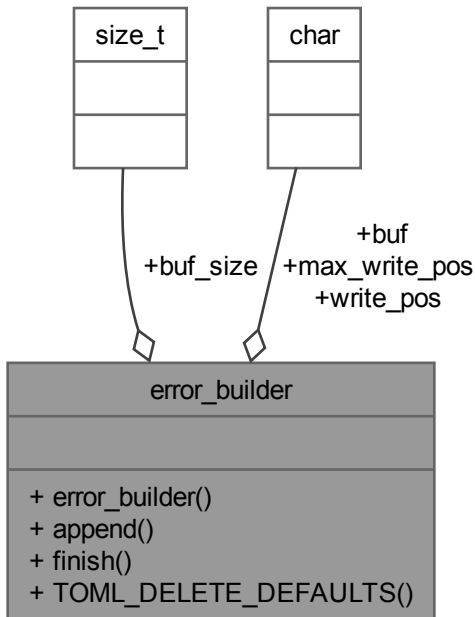 size_t
char
+buf_size
+buf
+max_write_pos
+write_pos
error_builder
+ error_builder()
+ append()
+ finish()
+ TOML_DELETE_DEFAULTS()